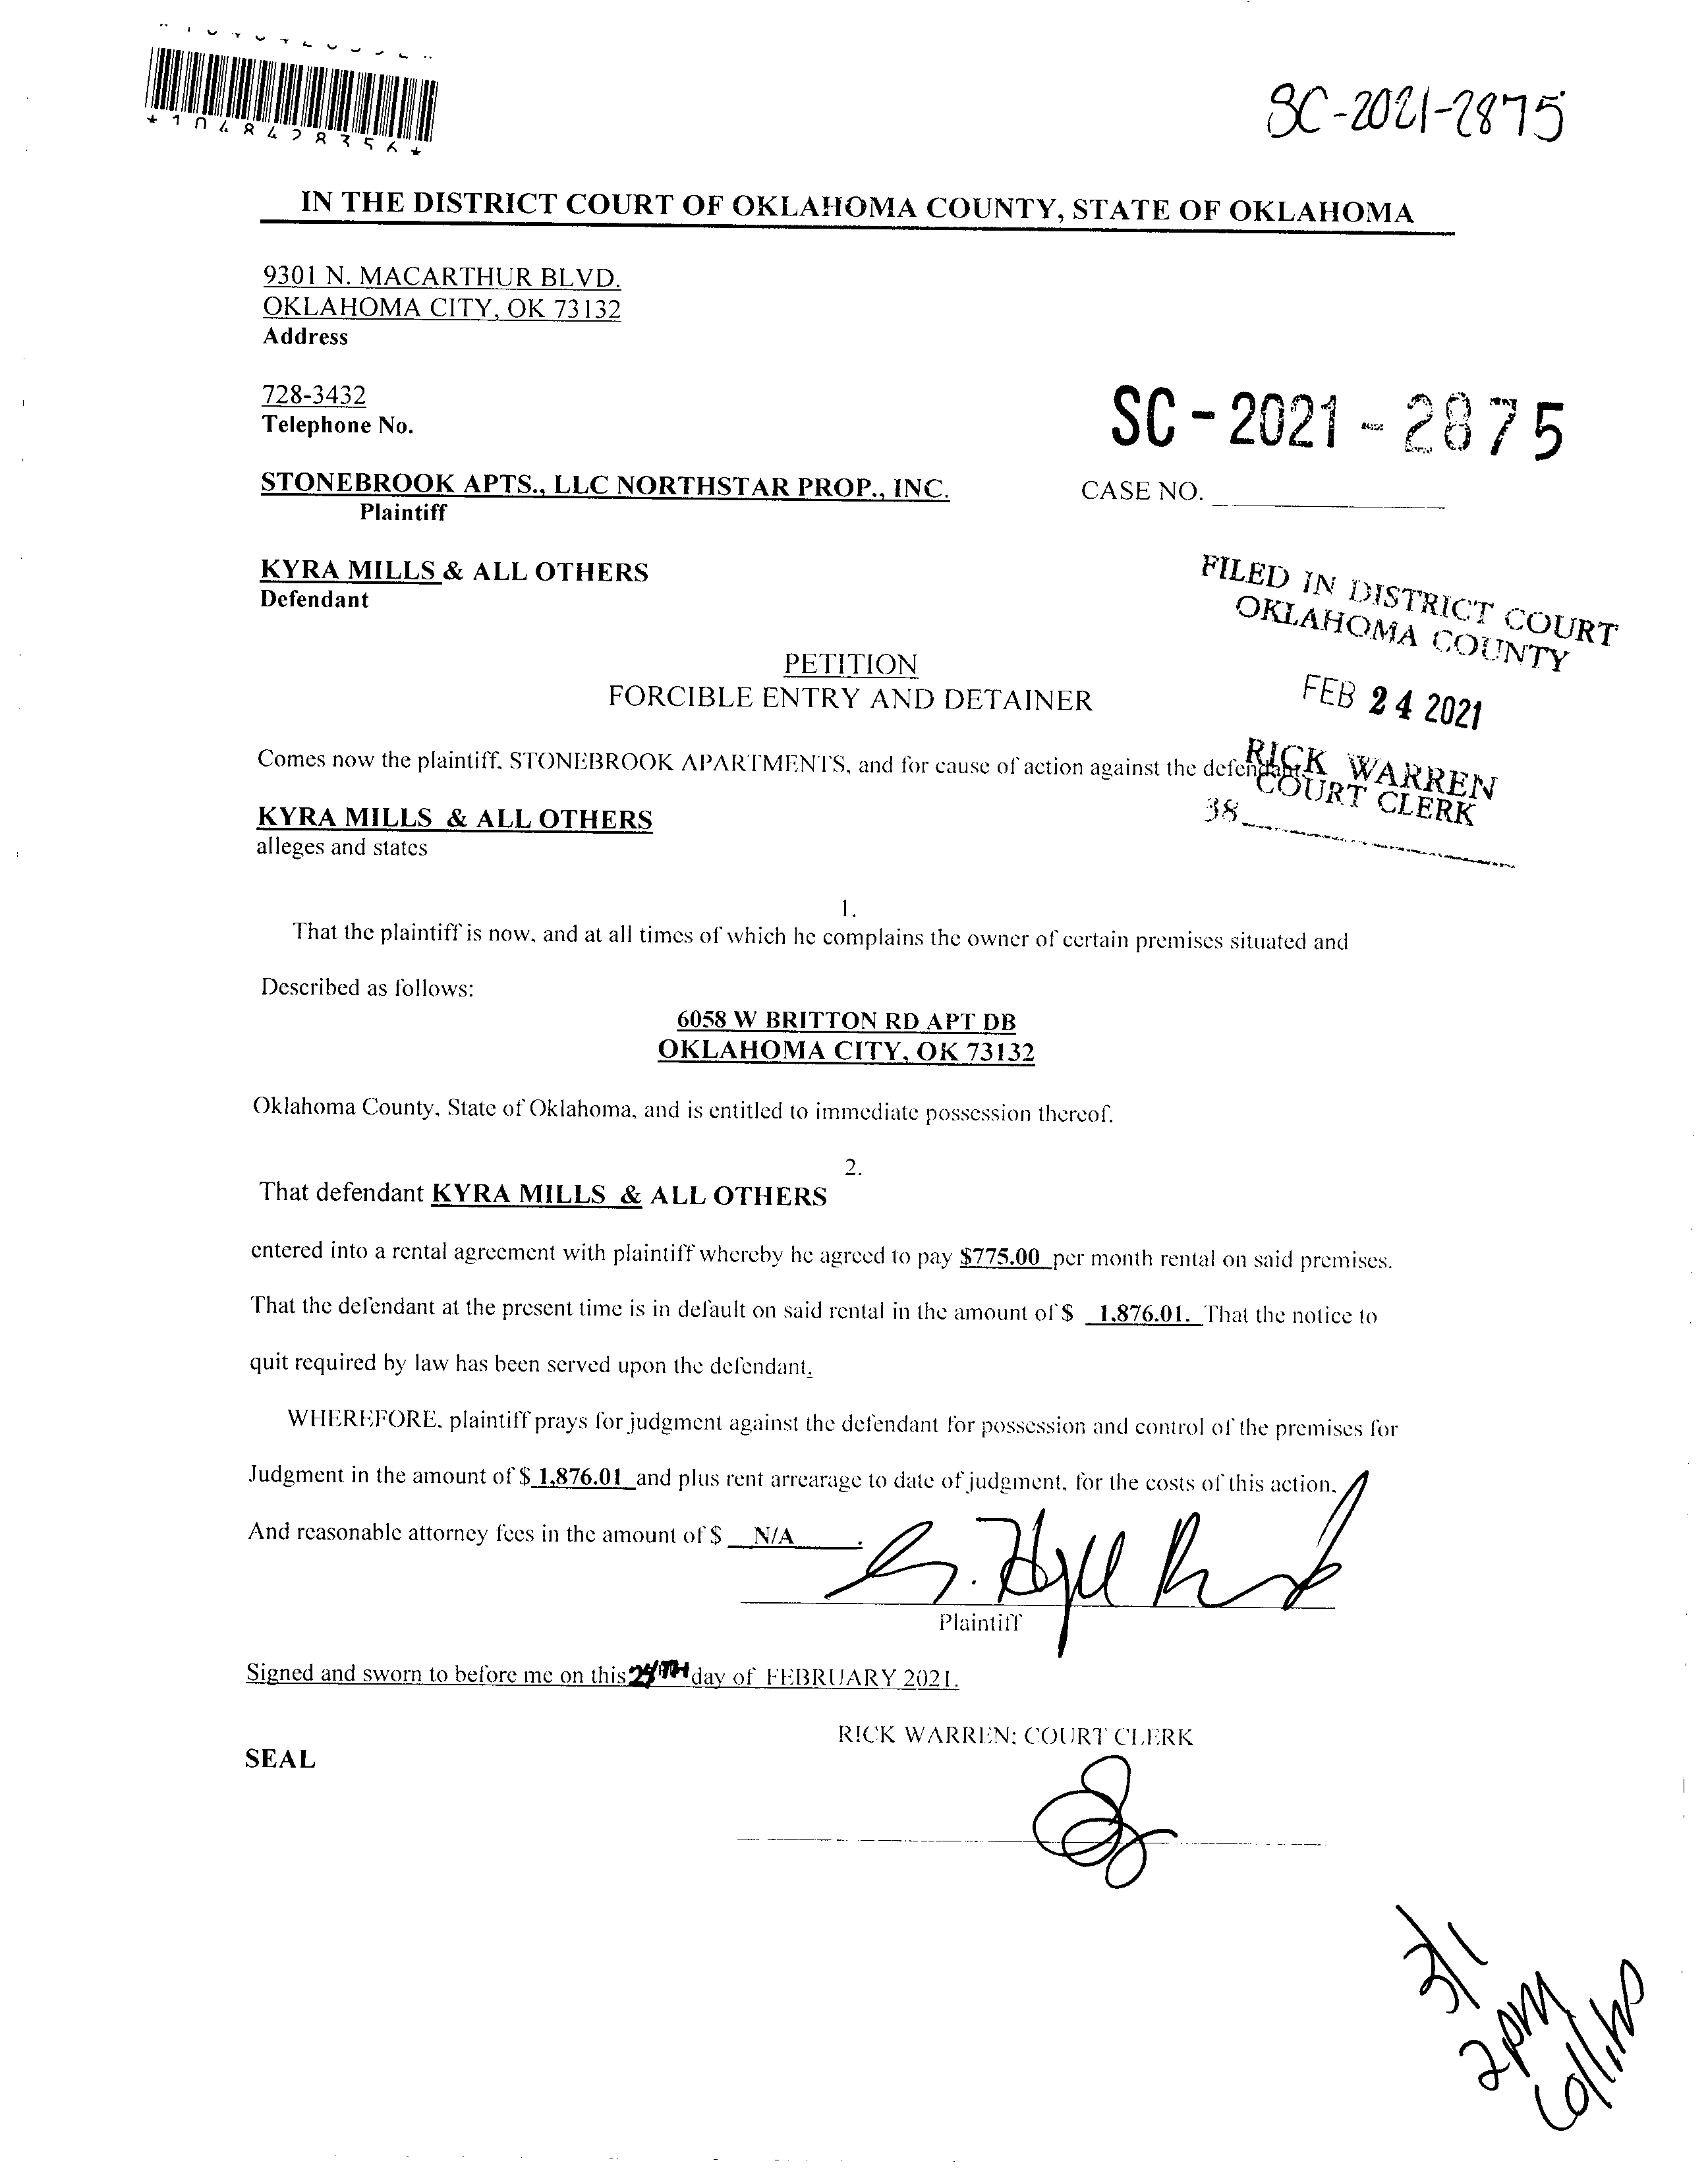 *1048428356*
SC-2021-2875
IN THE DISTRICT COURT OF OKLAHOMA COUNTY, STATE OF OKLAHOMA
9301 N. MACARTHUR BLVD.
OKLAHOMA CITY, OK 73132
Address
728-3432
Telephone No.
SC-2021-2875
STONEBROOK APTS., LLC NORTHSTAR PROP., INC.
CASE NO.
Plaintiff
KYRA MILLS & ALL OTHERS
Defendant
FILED IN DISTRICT COURT
OKLAHOMA COUNTY
FEB 24 2021
RICK WARREN
COURT CLERK
38
PETITION
FORCIBLE ENTRY AND DETAINER
Comes now the plaintiff, STONEBROOK APARTMENTS, and for cause of action against the defendant
KYRA MILLS & ALL OTHERS
alleges and states
1.
That the plaintiff is now, and at all times of which he complains the owner of certain premises situated and
Described as follows:
6058 W BRITTON RD APT DB
OKLAHOMA CITY, OK 73132
Oklahoma County, State of Oklahoma, and is entitled to immediate possession thereof.
2.
That defendant KYRA MILLS & ALL OTHERS
entered into a rental agreement with plaintiff whereby he agreed to pay $775.00 per month rental on said premises.
That the defendant at the present time is in default on said rental in the amount of $ 1,876.01. That the notice to
quit required by law has been served upon the defendant.
WHEREFORE, plaintiff prays for judgment against the defendant for possession and control of the premises for
Judgment in the amount of $ 1,876.01 and plus rent arrearage to date of judgment, for the costs of this action.
And reasonable attorney fees in the amount of $ N/A.
Plaintiff
Signed and sworn to before me on this 24TH day of FEBRUARY 2021.
RICK WARREN: COURT CLERK
SEAL
3/1
2pm
Collins